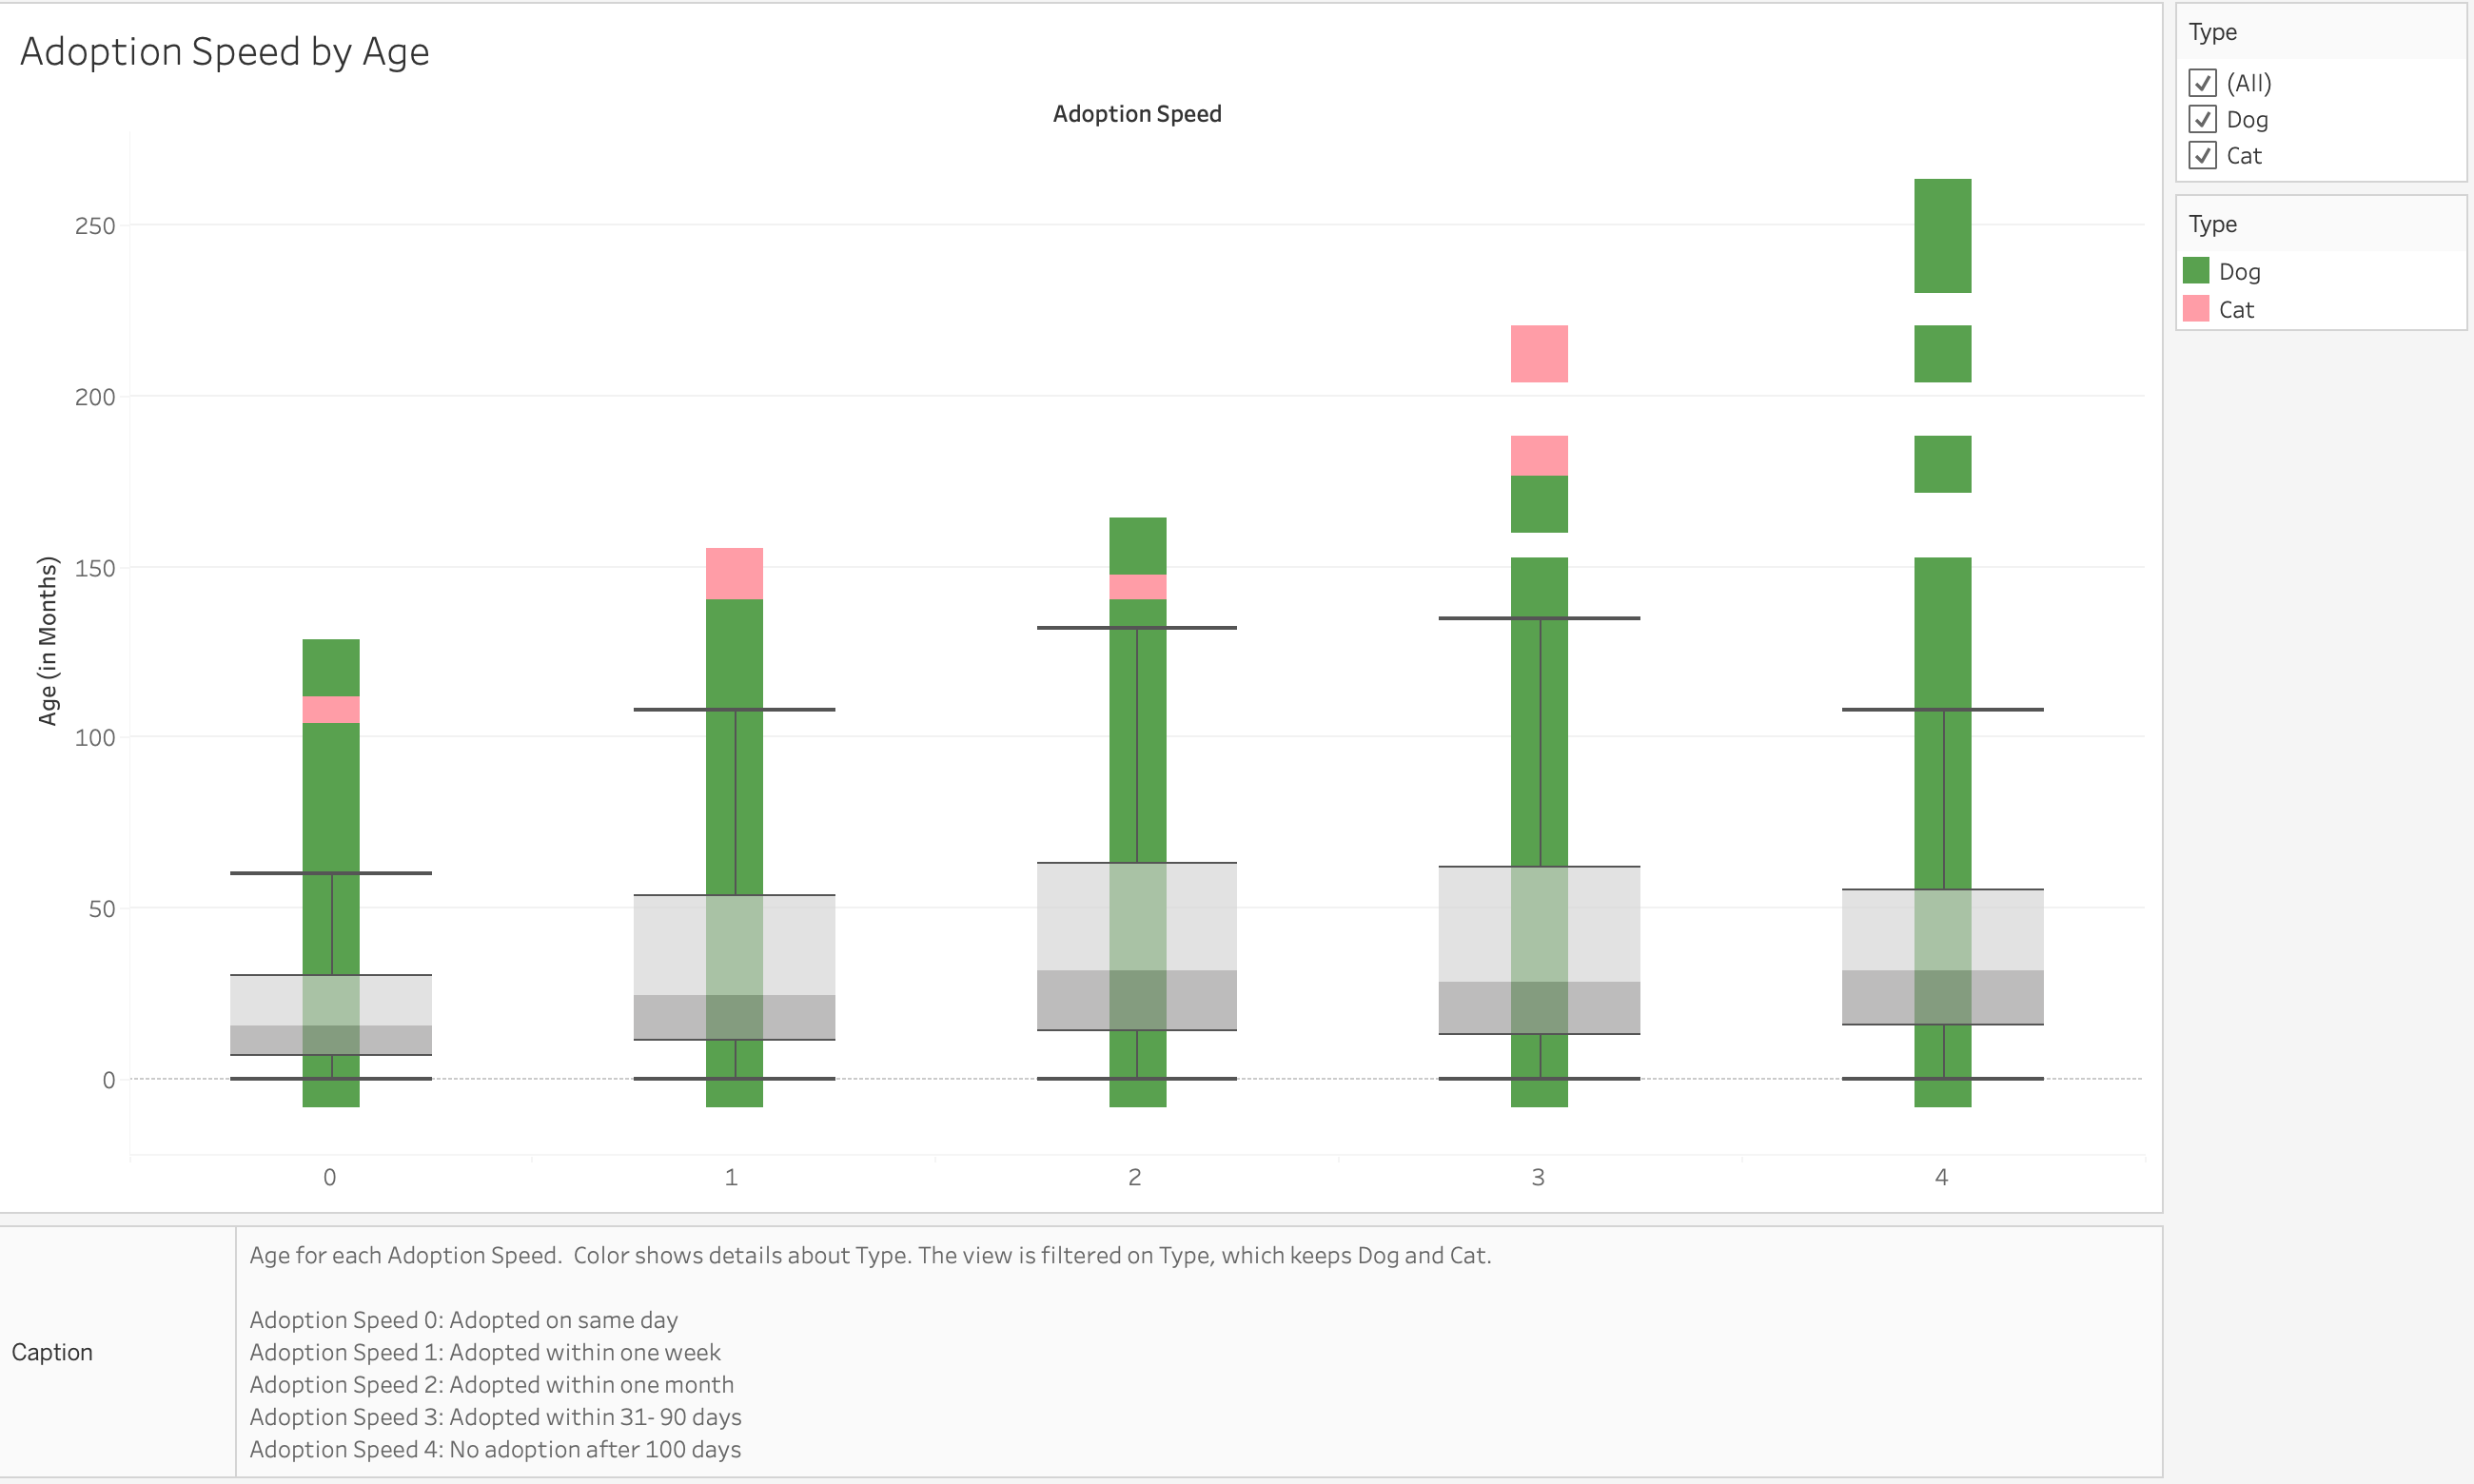 Adoption Speed by Age
Adoption Speed
Age (in Months)
250
200
150
100
50
0
0
1
2
3
4
Type
(All)
Dog
Cat
Type
Dog
Cat
Caption
Age for each Adoption Speed.  Color shows details about Type. The view is filtered on Type, which keeps Dog and Cat.
Adoption Speed 0: Adopted on same day
Adoption Speed 1: Adopted within one week
Adoption Speed 2: Adopted within one month
Adoption Speed 3: Adopted within 31- 90 days
Adoption Speed 4: No adoption after 100 days